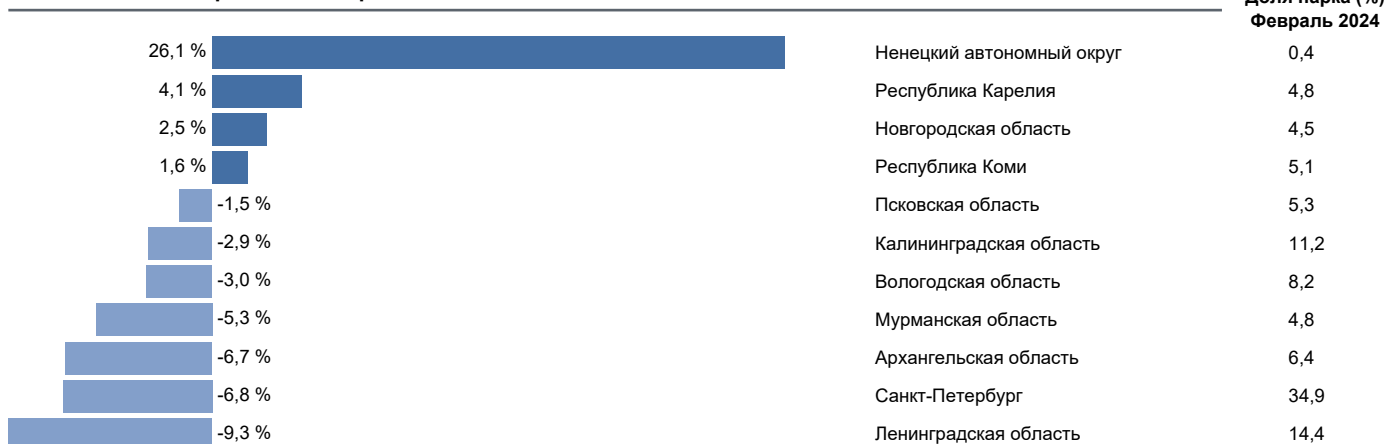 Февраль 2024
26,1 % Ненецкий автономный округ 0,4
4,1 % Республика Карелия 4,8
2,5 % Новгородская область 4,5
1,6 % Республика Коми 5,1
-1,5 % Псковская область 5,3
-2,9 % Калининградская область 11,2
-3,0 % Вологодская область 8,2
-5,3 % Мурманская область 4,8
-6,7 % Архангельская область 6,4
-6,8 % Санкт-Петербург 34,9
-9,3 % Ленинградская область 14,4